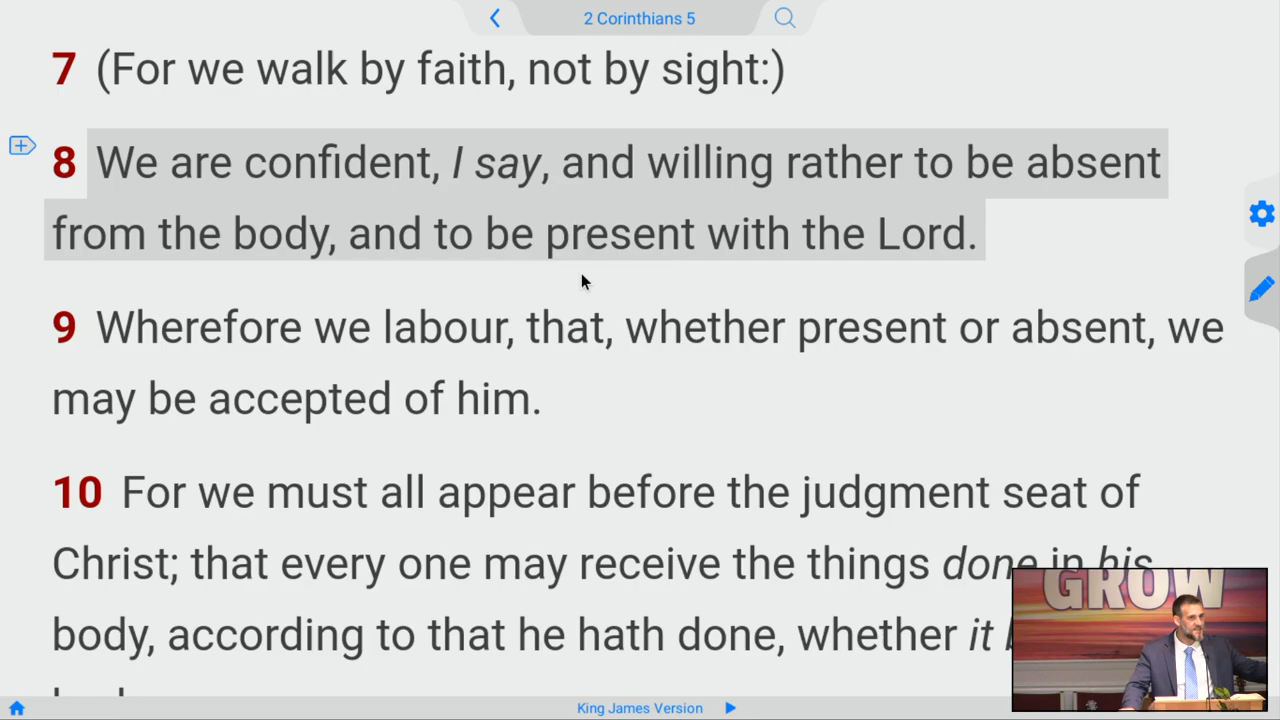 2 Corinthians 5
7 (For we walk by faith, not by sight:)
8 We are confident, I say, and willing rather to be absent
from the body, and to be present with the Lord.
9 Wherefore we labour, that, whether present or absent, we
may be accepted of him.
10 For we must all appear before the judgment seat of
Christ; that every one may receive the things done in his
body, according to that he hath done, whether it
GROW
King James Version